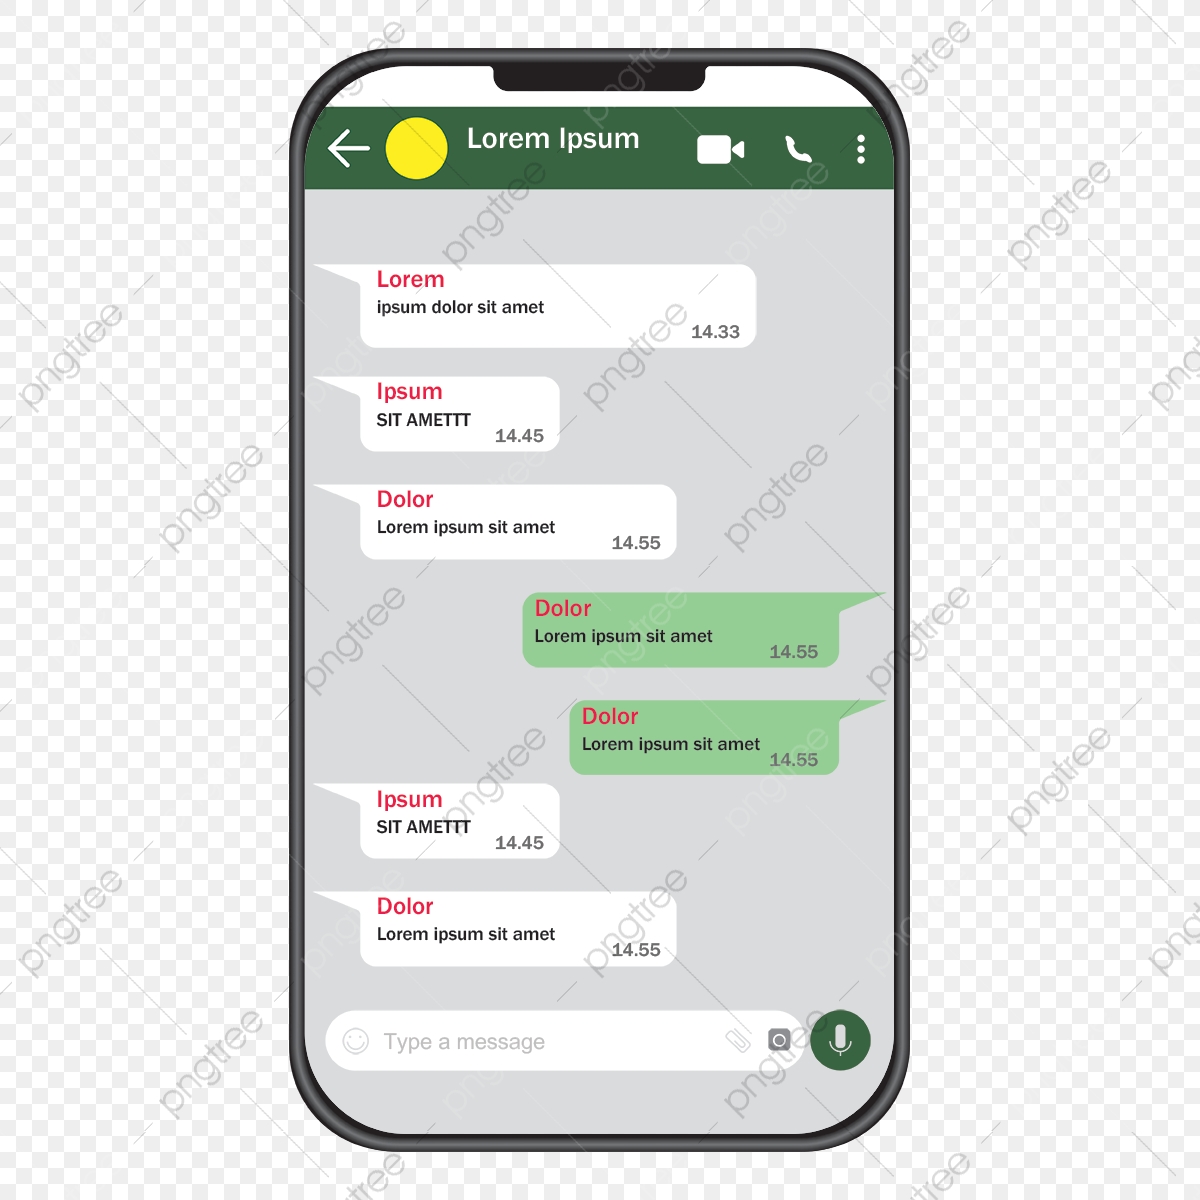 Lorem Ipsum
Lorem
ipsum dolor sit amet
14.33
Ipsum
SIT AMETTT
14.45
Dolor
Lorem ipsum sit amet
14.55
Dolor
Lorem ipsum sit amet
14.55
Dolor
Lorem ipsum sit amet
14.55
Ipsum
SIT AMETTT
14.45
Dolor
Lorem ipsum sit amet
14.55
Type a message
pngtree